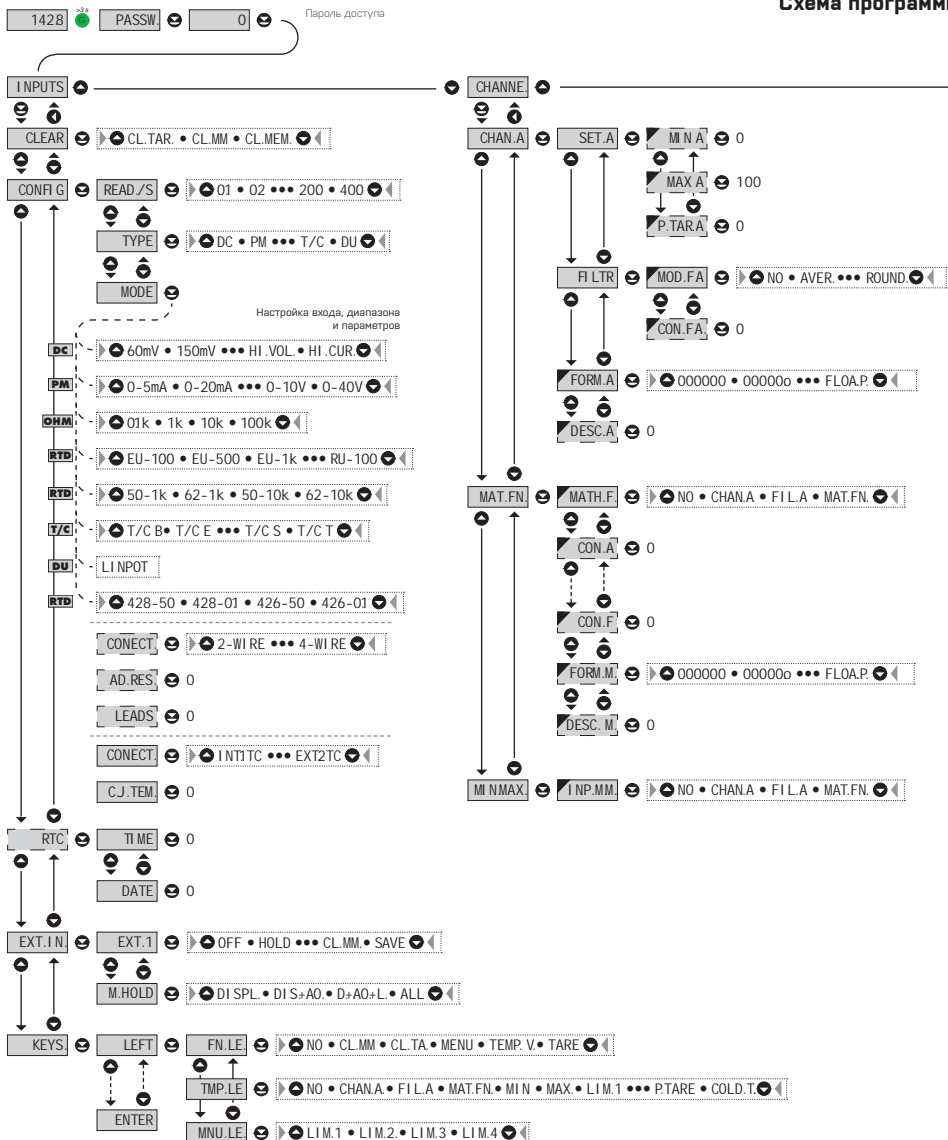 Схема программи
1428 >3 s G PASSW. 0 Пароль доступа
INPUTS
CLEAR CL.TAR. • CL.MM • CL.MEM.
CONFIG READ./S 01 • 02 ••• 200 • 400
TYPE DC • PM ••• T/C • DU
MODE
Настройка входа, диапазона
и параметров
DC 60mV • 150mV ••• HI.VOL. • HI.CUR.
PM 0-5mA • 0-20mA ••• 0-10V • 0-40V
OHM 01k • 1k • 10k • 100k
RTD EU-100 • EU-500 • EU-1k ••• RU-100
RTD 50-1k • 62-1k • 50-10k • 62-10k
T/C T/C B • T/C E ••• T/C S • T/C T
DU LINPOT
RTD 428-50 • 428-01 • 426-50 • 426-01
CONECT. 2-WIRE ••• 4-WIRE
AD.RES. 0
LEADS 0
CONECT. INT1TC ••• EXT2TC
C.J.TEM. 0
RTC TIME 0
DATE 0
EXT.IN. EXT.1 OFF • HOLD ••• CL.MM. • SAVE
M.HOLD DISPL. • DIS+AO. • D+AO+L. • ALL
KEYS. LEFT FN.LE. NO • CL.MM • CL.TA. • MENU • TEMP. V. • TARE
TMP.LE NO • CHAN.A • FIL.A • MAT.FN. • MIN • MAX. • LIM.1 ••• P.TARE • COLD.T.
ENTER
MNU.LE. LIM.1 • LIM.2. • LIM.3 • LIM.4
CHANNE.
CHAN.A SET.A MIN A 0
MAX A 100
P.TAR.A 0
FILTR MOD.FA NO • AVER. ••• ROUND.
CON.FA. 0
FORM.A 000000 • 00000o ••• FLOA.P.
DESC.A 0
MAT.FN. MATH.F. NO • CHAN.A • FIL.A • MAT.FN.
CON.A 0
CON.F 0
FORM.M. 000000 • 00000o ••• FLOA.P.
DESC. M. 0
MINMAX. INP.MM. NO • CHAN.A • FIL.A • MAT.FN.